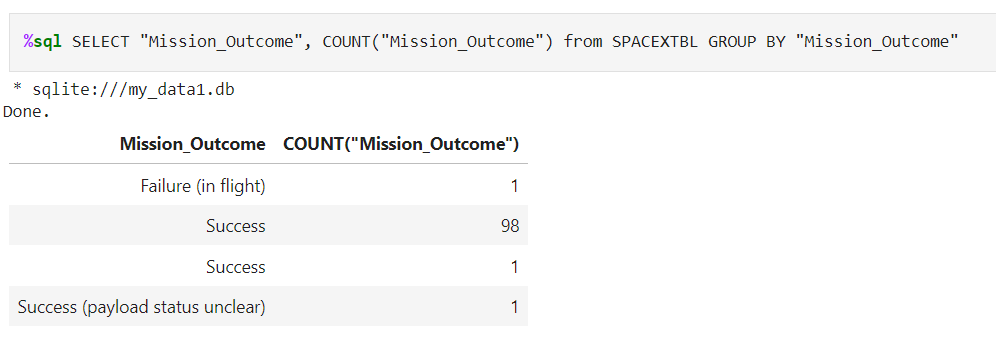 %sql SELECT "Mission_Outcome", COUNT("Mission_Outcome") from SPACEXTBL GROUP BY "Mission_Outcome"
* sqlite:///my_data1.db
Done.
Mission_Outcome COUNT("Mission_Outcome")
Failure (in flight) 1
Success 98
Success 1
Success (payload status unclear) 1